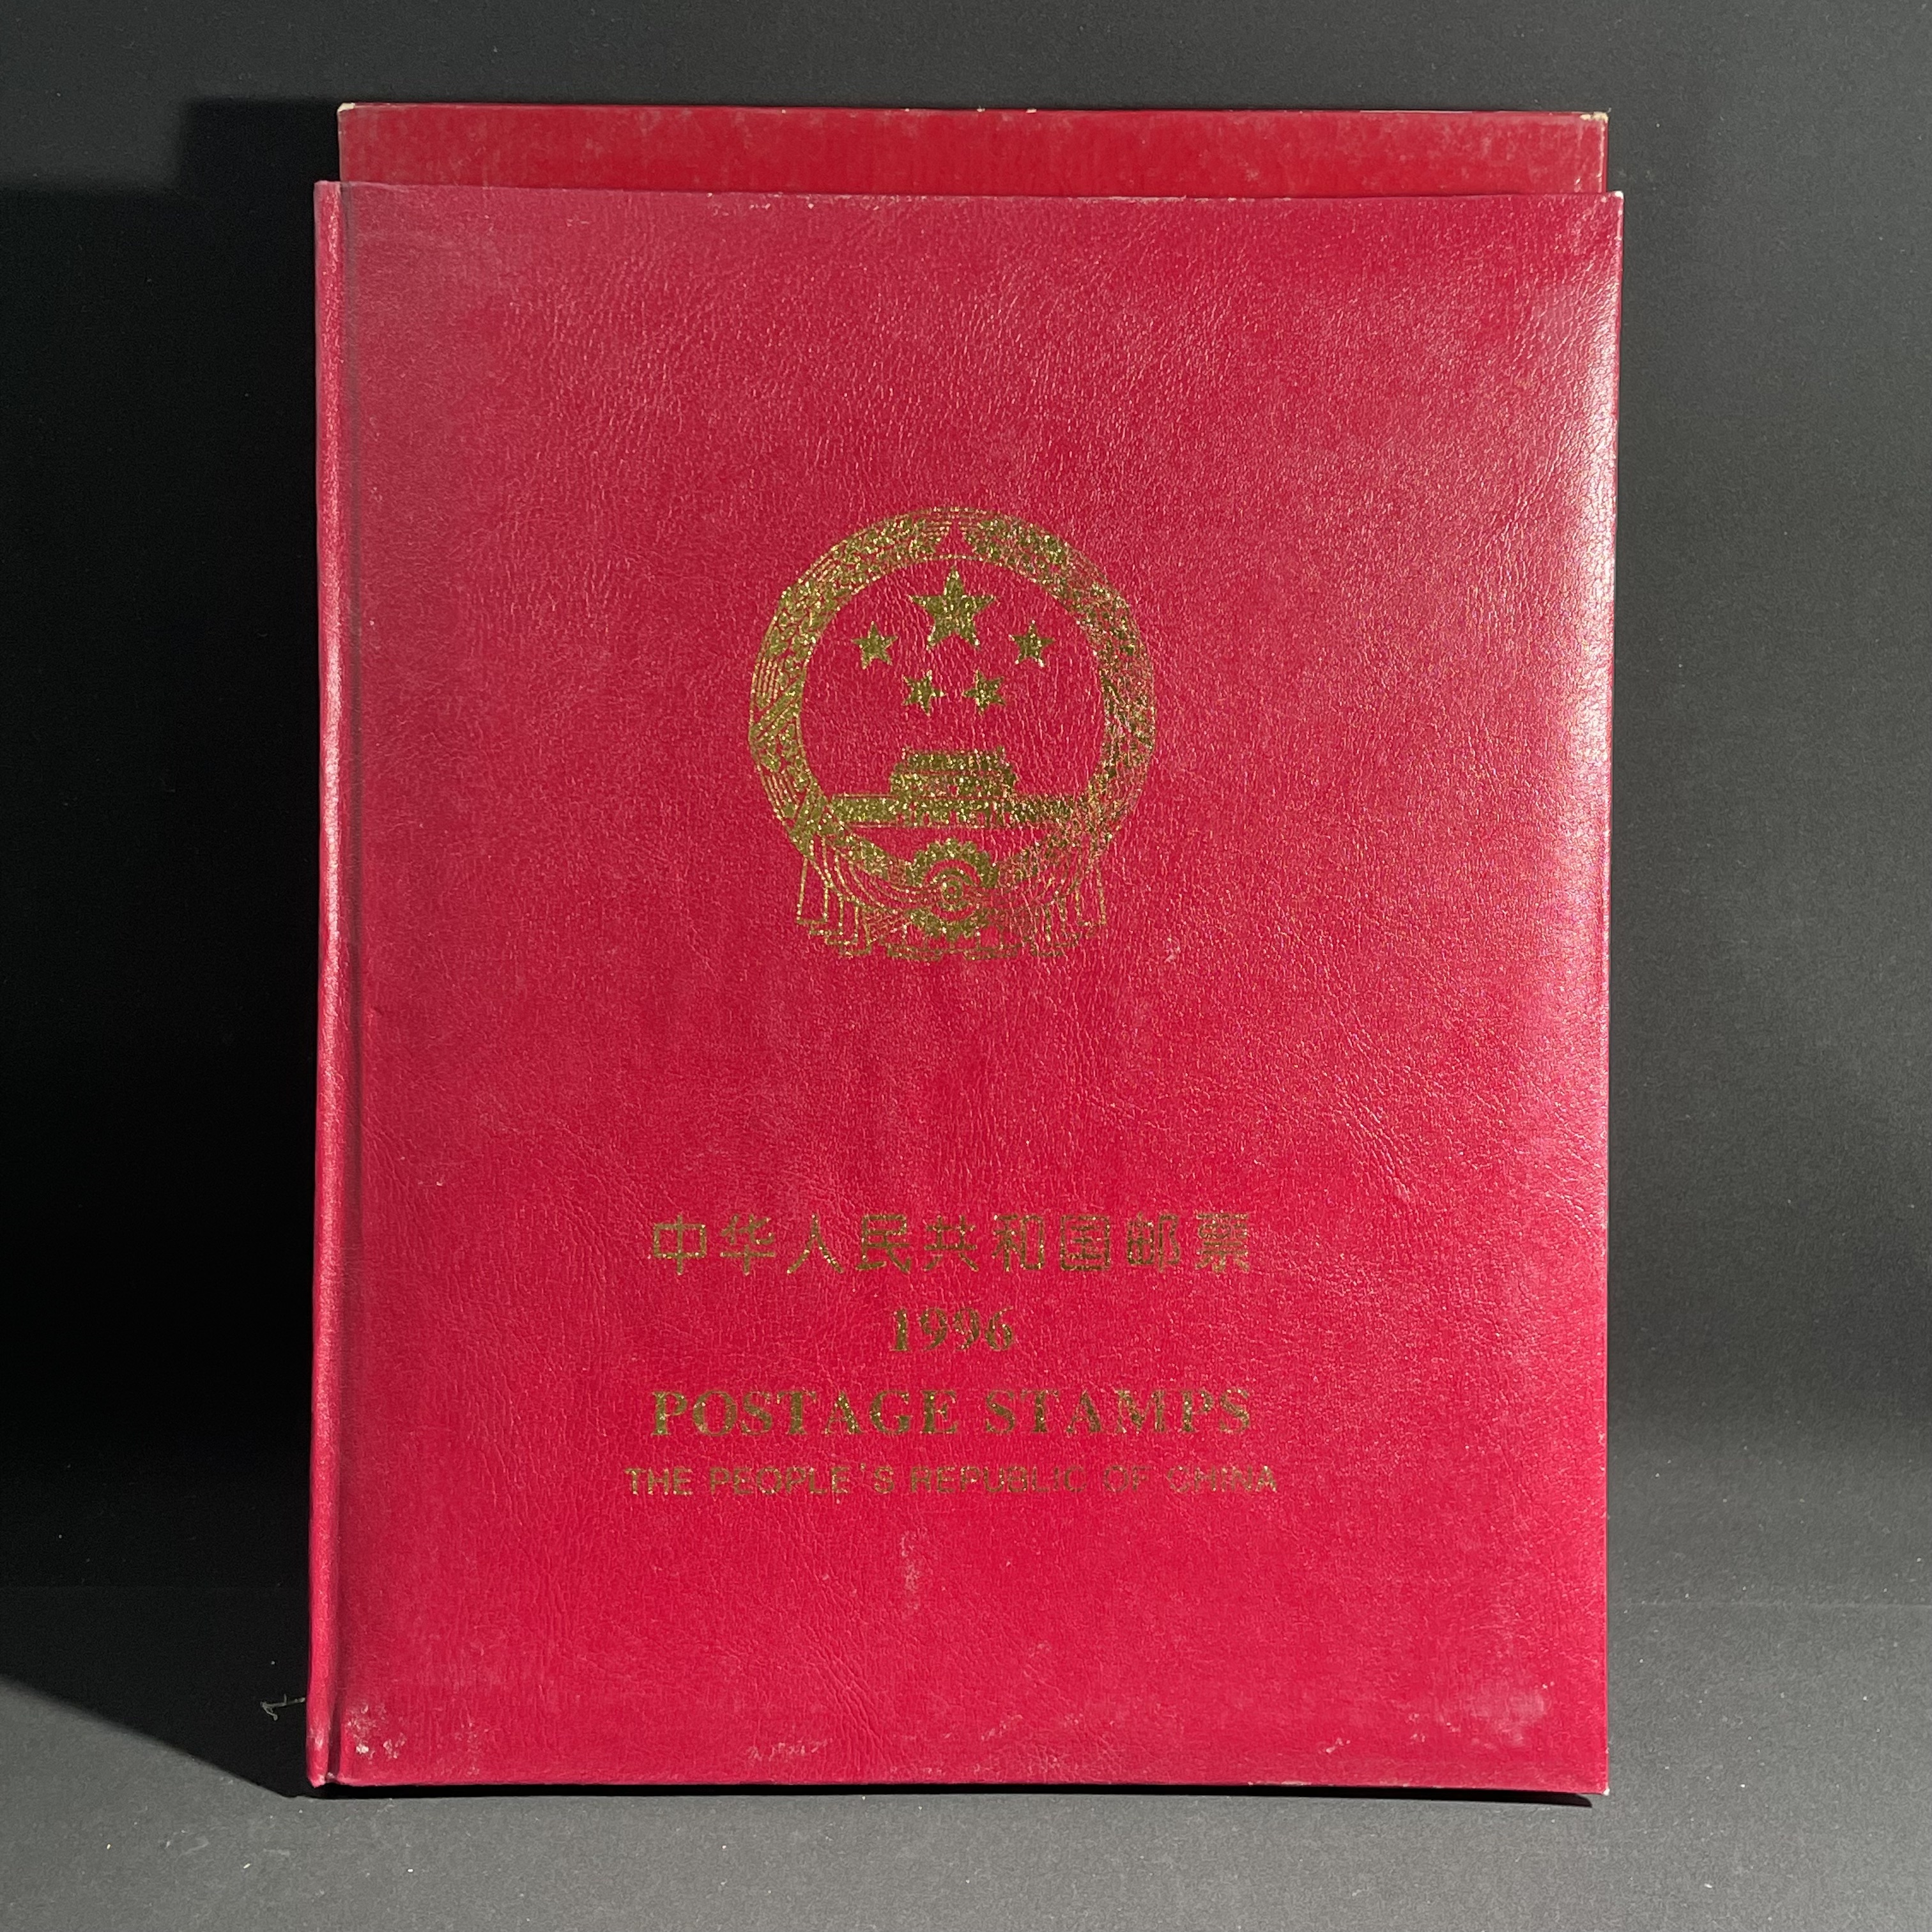 中华人民共和国邮票
1996
POSTAGE STAMPS
THE PEOPLE'S REPUBLIC OF CHINA